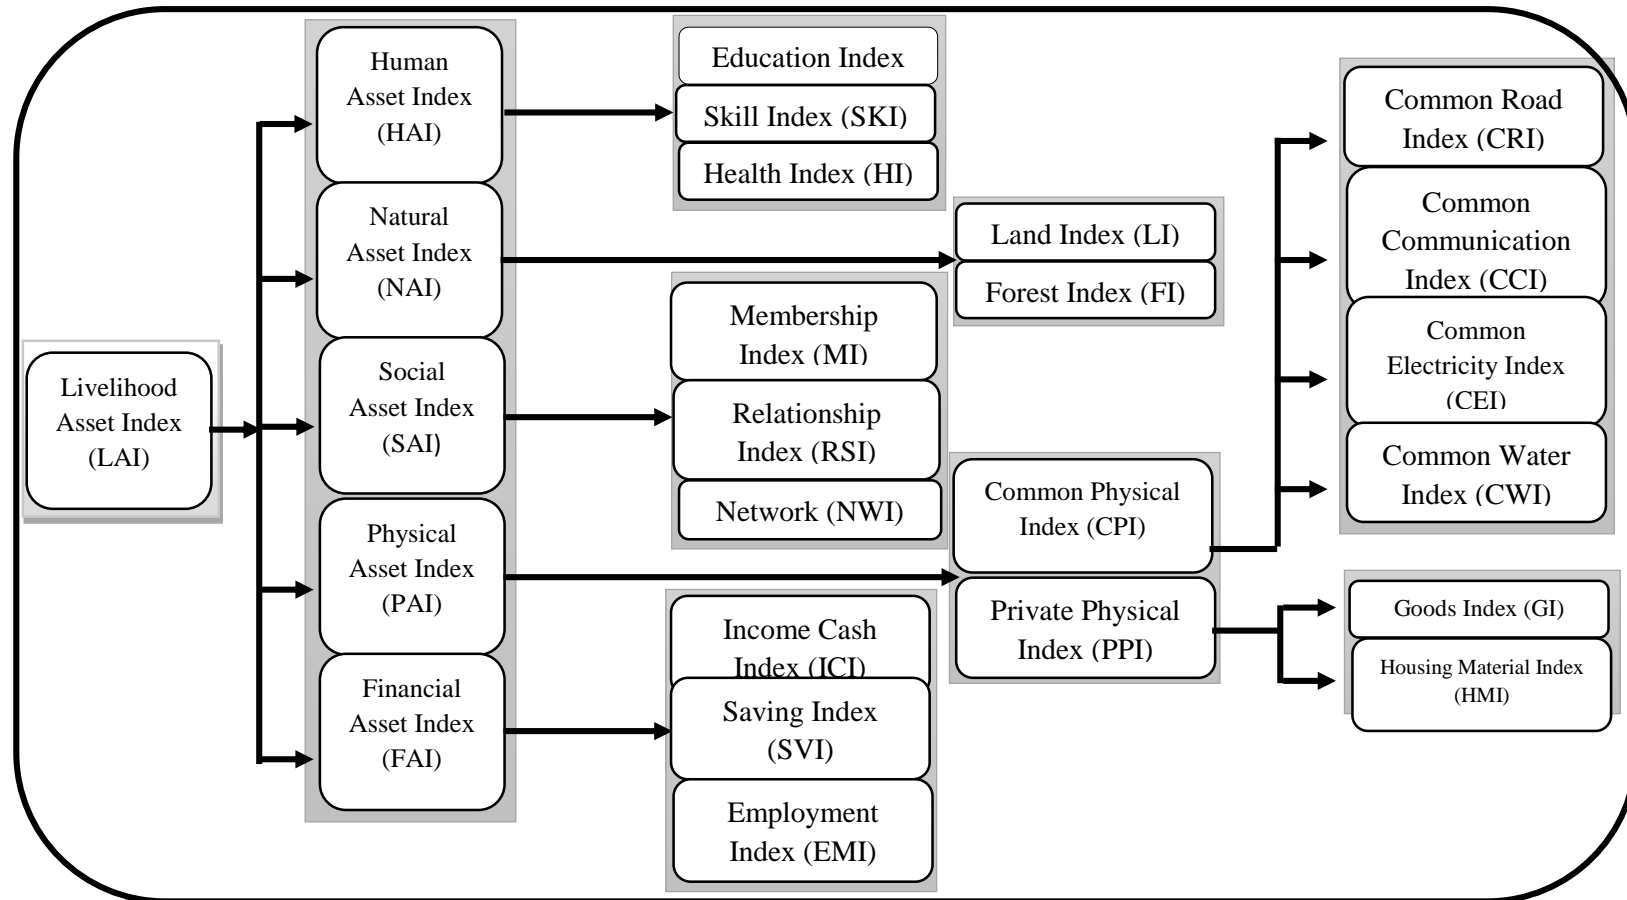 Livelihood
Asset Index
(LAI)
Human
Asset Index
(HAI)
Natural
Asset Index
(NAI)
Social
Asset Index
(SAI)
Physical
Asset Index
(PAI)
Financial
Asset Index
(FAI)
Education Index
Skill Index (SKI)
Health Index (HI)
Land Index (LI)
Forest Index (FI)
Membership
Index (MI)
Relationship
Index (RSI)
Network (NWI)
Common Physical
Index (CPI)
Private Physical
Index (PPI)
Income Cash
Index (ICI)
Saving Index
(SVI)
Employment
Index (EMI)
Common Road
Index (CRI)
Common
Communication
Index (CCI)
Common
Electricity Index
(CEI)
Common Water
Index (CWI)
Goods Index (GI)
Housing Material Index
(HMI)